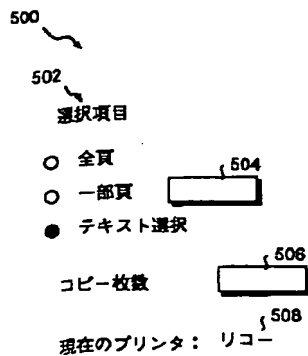 500
502
選択項目
全頁
504
一部頁
テキスト選択
506
コピー枚数
508
現在のプリンタ： リコー